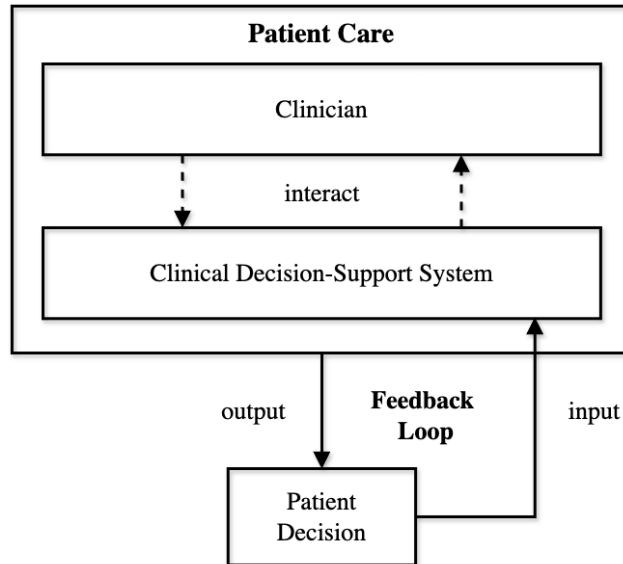 Patient Care
Clinician
interact
Clinical Decision-Support System
output
Feedback
Loop
input
Patient
Decision